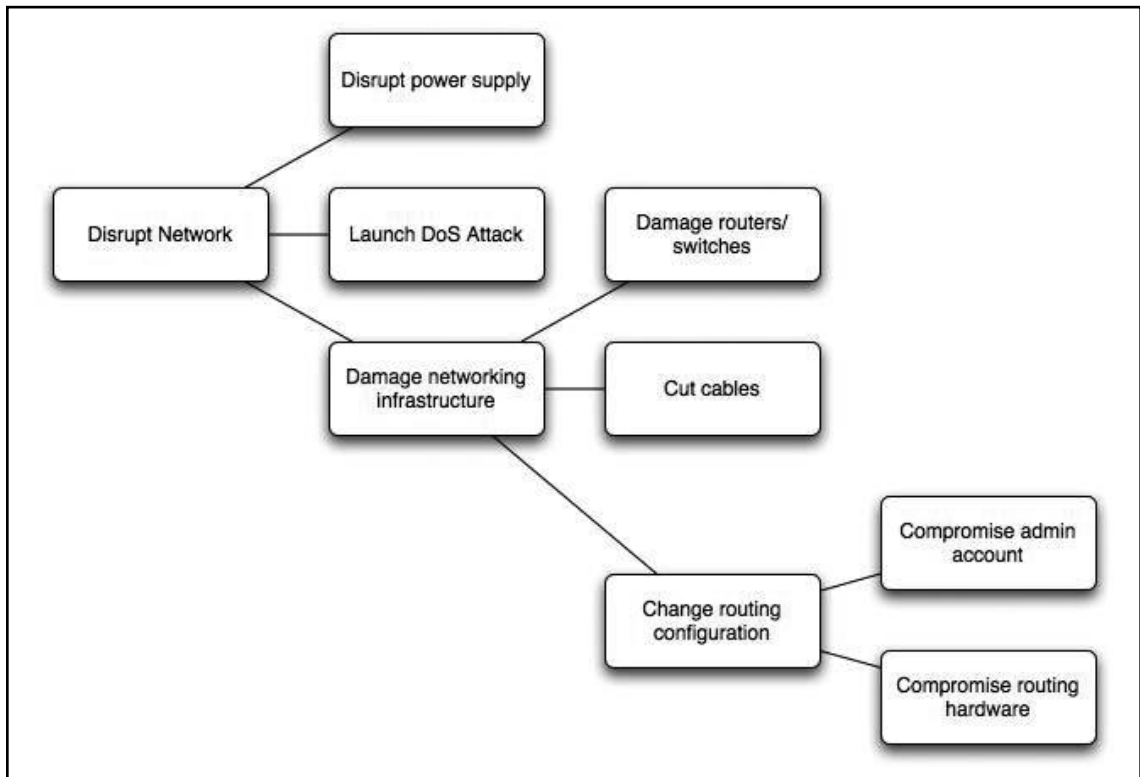 Disrupt power supply
Disrupt Network
Launch DoS Attack
Damage routers/
switches
Damage networking
infrastructure
Cut cables
Compromise admin
account
Change routing
configuration
Compromise routing
hardware